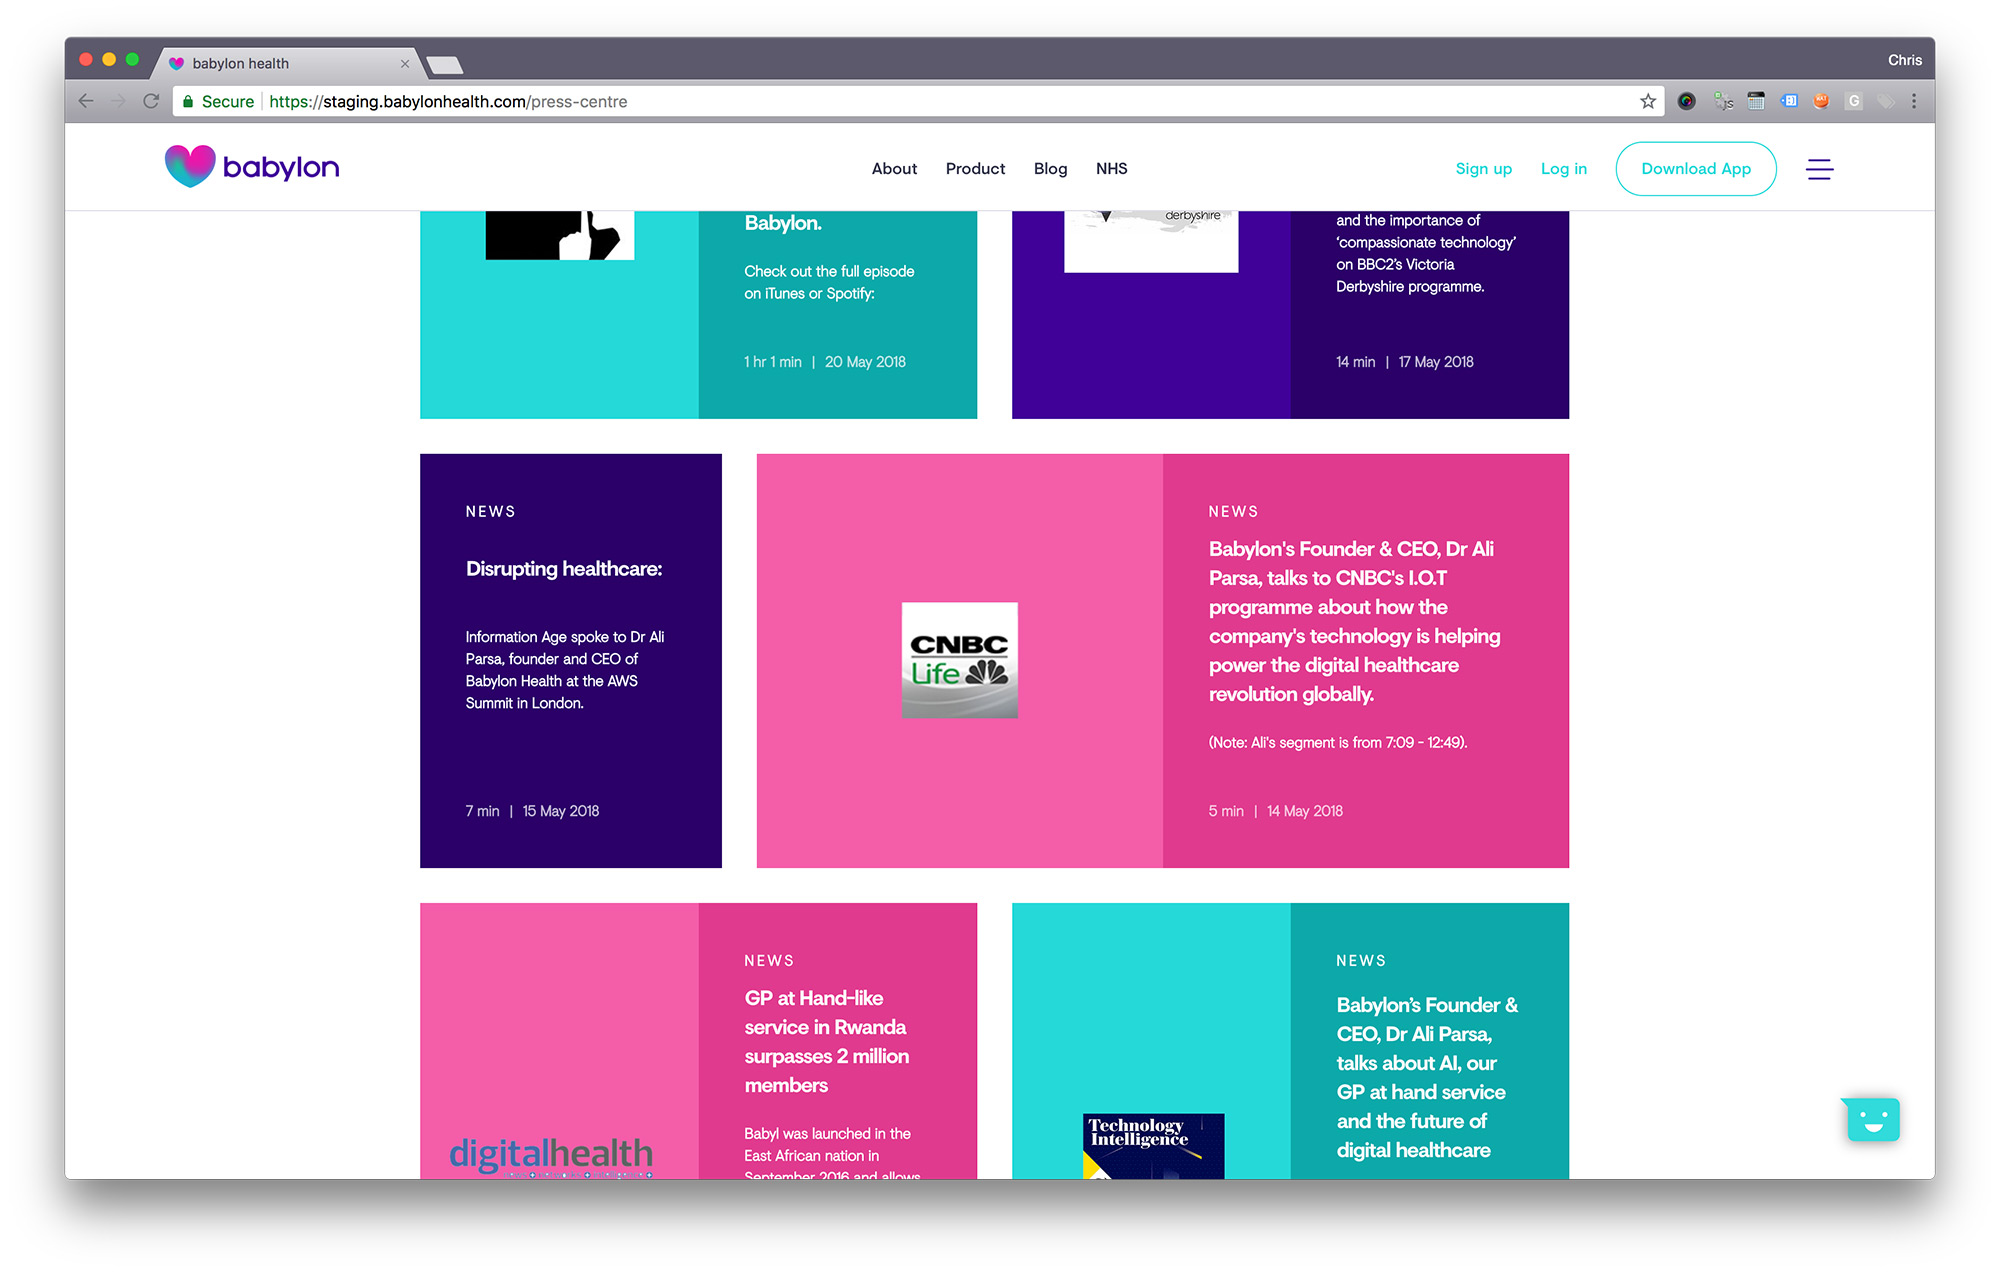 babylon health
Chris
Secure
https://staging.babylonhealth.com/press-centre
babylon
About
Product
Blog
NHS
Sign up
Log in
Download App
Babylon.
Check out the full episode
on iTunes or Spotify:
1 hr 1 min | 20 May 2018
derbyshire
and the importance of
‘compassionate technology’
on BBC2’s Victoria
Derbyshire programme.
14 min | 17 May 2018
NEWS
Disrupting healthcare:
Information Age spoke to Dr Ali
Parsa, founder and CEO of
Babylon Health at the AWS
Summit in London.
7 min | 15 May 2018
CNBC
Life
NEWS
Babylon's Founder & CEO, Dr Ali
Parsa, talks to CNBC's I.O.T
programme about how the
company's technology is helping
power the digital healthcare
revolution globally.
(Note: Ali's segment is from 7:09 - 12:49).
5 min | 14 May 2018
digitalhealth
NEWS
GP at Hand-like
service in Rwanda
surpasses 2 million
members
Babyl was launched in the
East African nation in
September 2016 and allows
Technology
Intelligence
NEWS
Babylon’s Founder &
CEO, Dr Ali Parsa,
talks about AI, our
GP at hand service
and the future of
digital healthcare